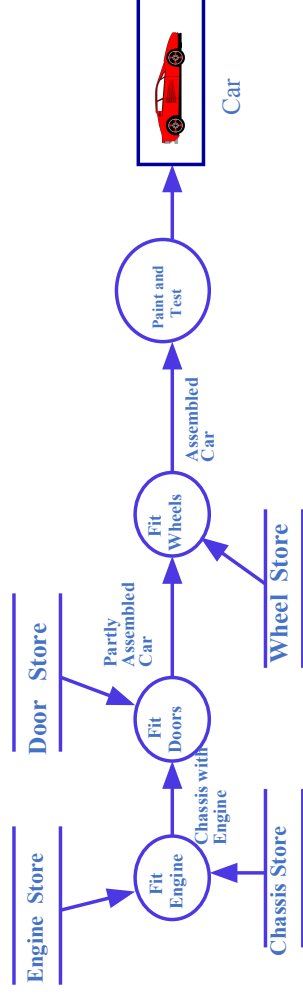 Engine Store
Door Store
Fit
Engine
Chassis Store
Chassis with
Engine
Fit
Doors
Partly
Assembled
Car
Fit
Wheels
Wheel Store
Assembled
Car
Paint and
Test
Car